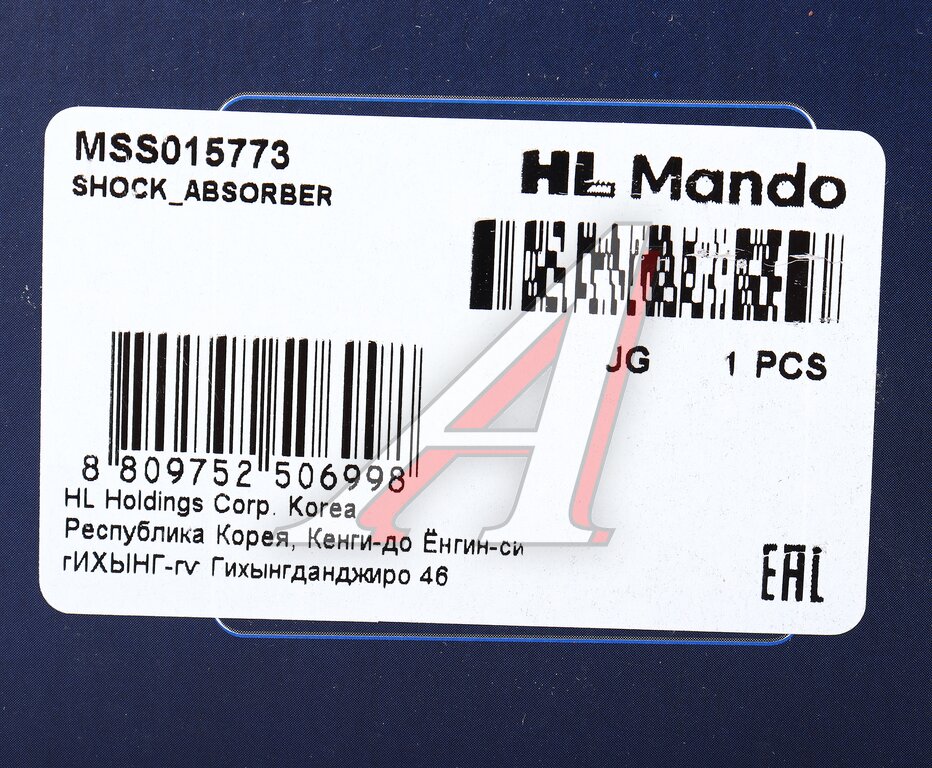 MSS015773
SHOCK_ABSORBER
HL Mando
JG 1 PCS
8 809752 506998
HL Holdings Corp. Korea
Республика Корея, Кенги-до Ёнгин-си
гИХЫНГ-гу Гихынгданджиро 46
EAC